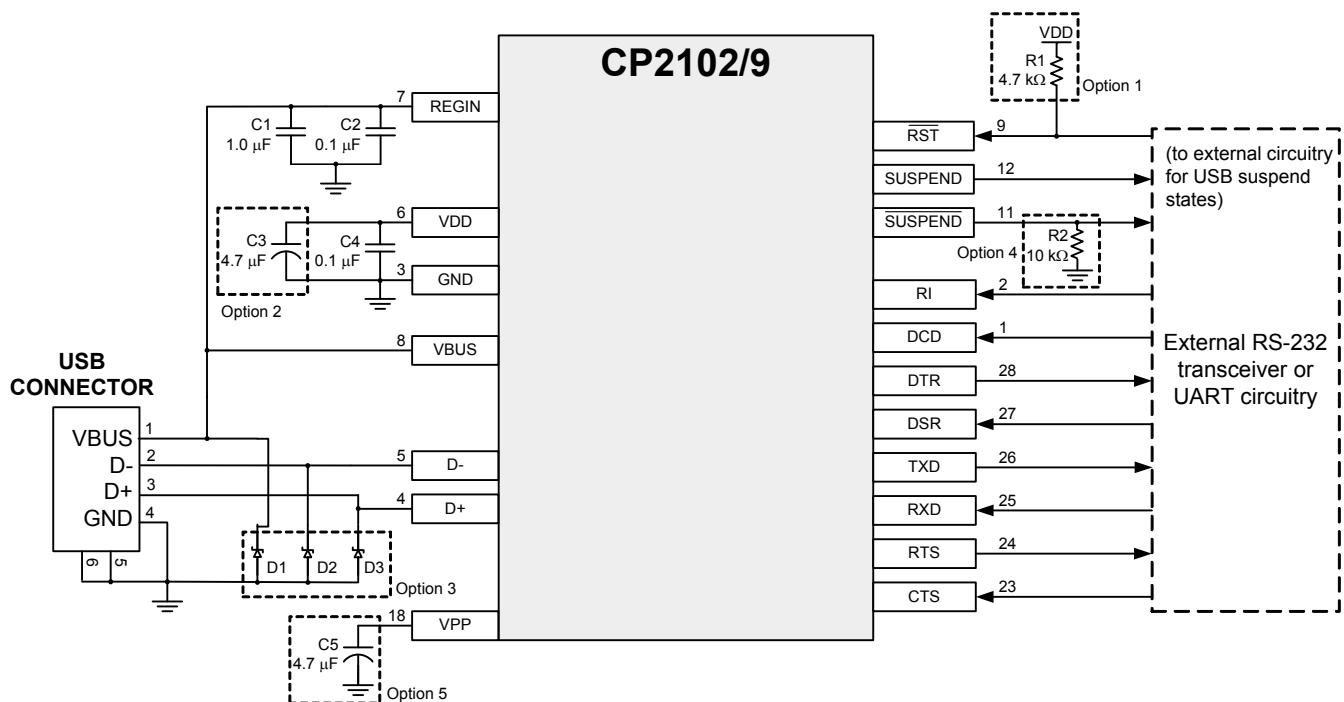 CP2102/9
VDD
R1
4.7 kΩ
Option 1
7
REGIN
C1
1.0 μF
C2
0.1 μF
RST
9
SUSPEND
12
SUSPEND
11
R2
10 kΩ
Option 4
(to external circuitry
for USB suspend
states)
6
VDD
C3
4.7 μF
C4
0.1 μF
3
GND
Option 2
RI
2
DCD
1
DTR
28
DSR
27
TXD
26
RXD
25
RTS
24
CTS
23
External RS-232
transceiver or
UART circuitry
8
VBUS
USB
CONNECTOR
VBUS
1
D-
2
D+
3
GND
4
6
5
5
D-
4
D+
D1
D2
D3
Option 3
18
VPP
C5
4.7 μF
Option 5